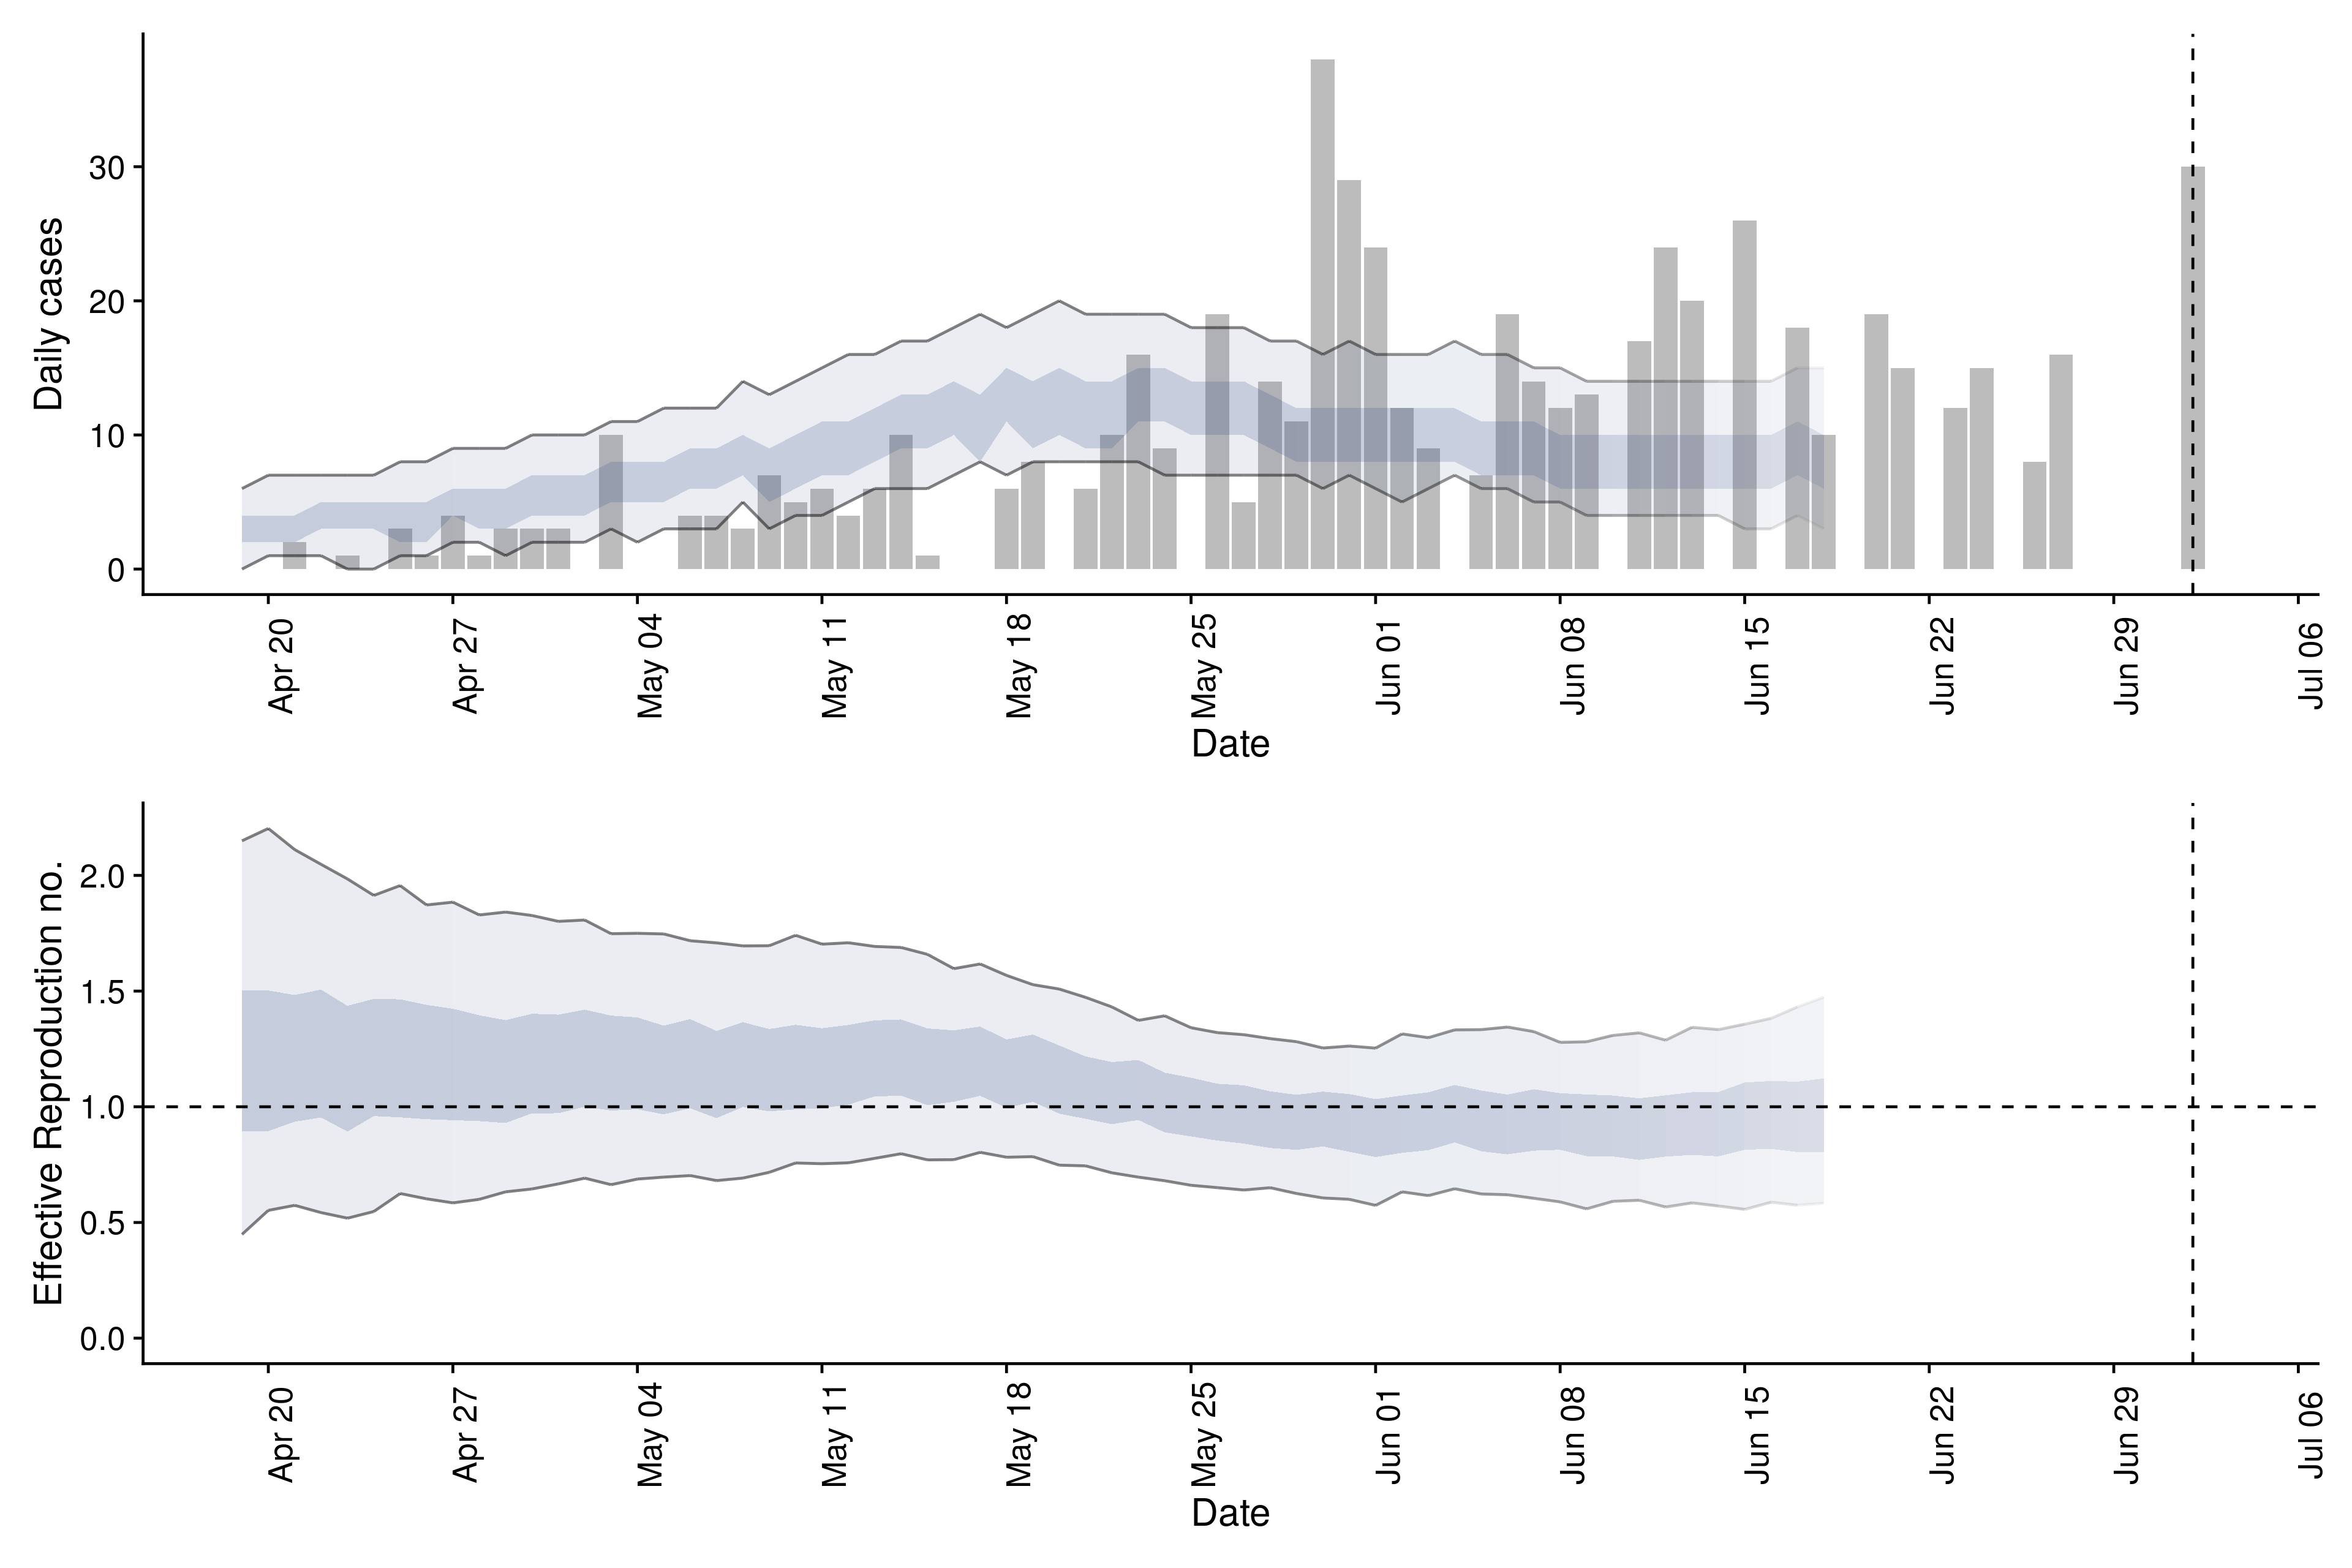 Daily cases
30
20
10
0
Apr 20
Apr 27
May 04
May 11
May 18
May 25
Jun 01
Jun 08
Jun 15
Jun 22
Jun 29
Jul 06
Date
Effective Reproduction no.
2.0
1.5
1.0
0.5
0.0
Apr 20
Apr 27
May 04
May 11
May 18
May 25
Jun 01
Jun 08
Jun 15
Jun 22
Jun 29
Jul 06
Date